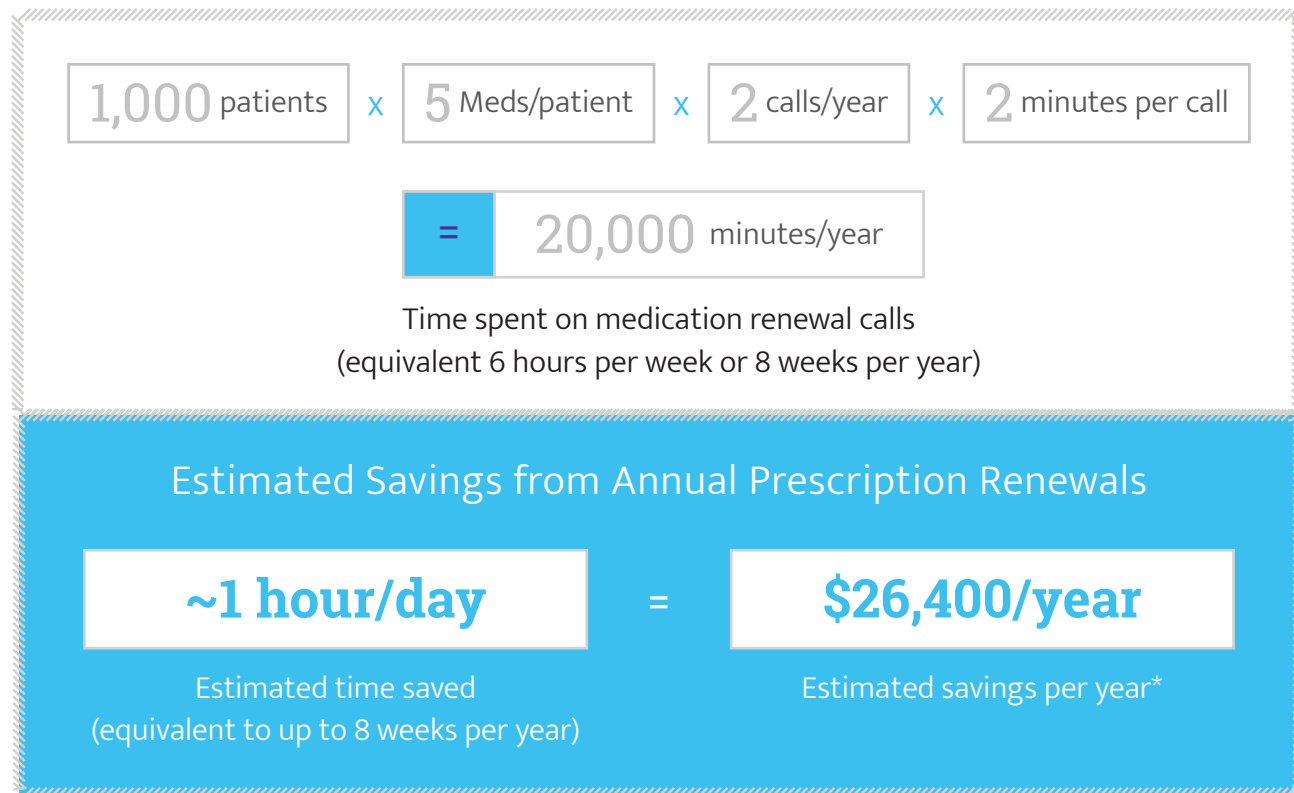 1,000 patients x 5 Meds/patient x 2 calls/year x 2 minutes per call
= 20,000 minutes/year
Time spent on medication renewal calls
(equivalent 6 hours per week or 8 weeks per year)
Estimated Savings from Annual Prescription Renewals
~1 hour/day = $26,400/year
Estimated time saved
(equivalent to up to 8 weeks per year)
Estimated savings per year*